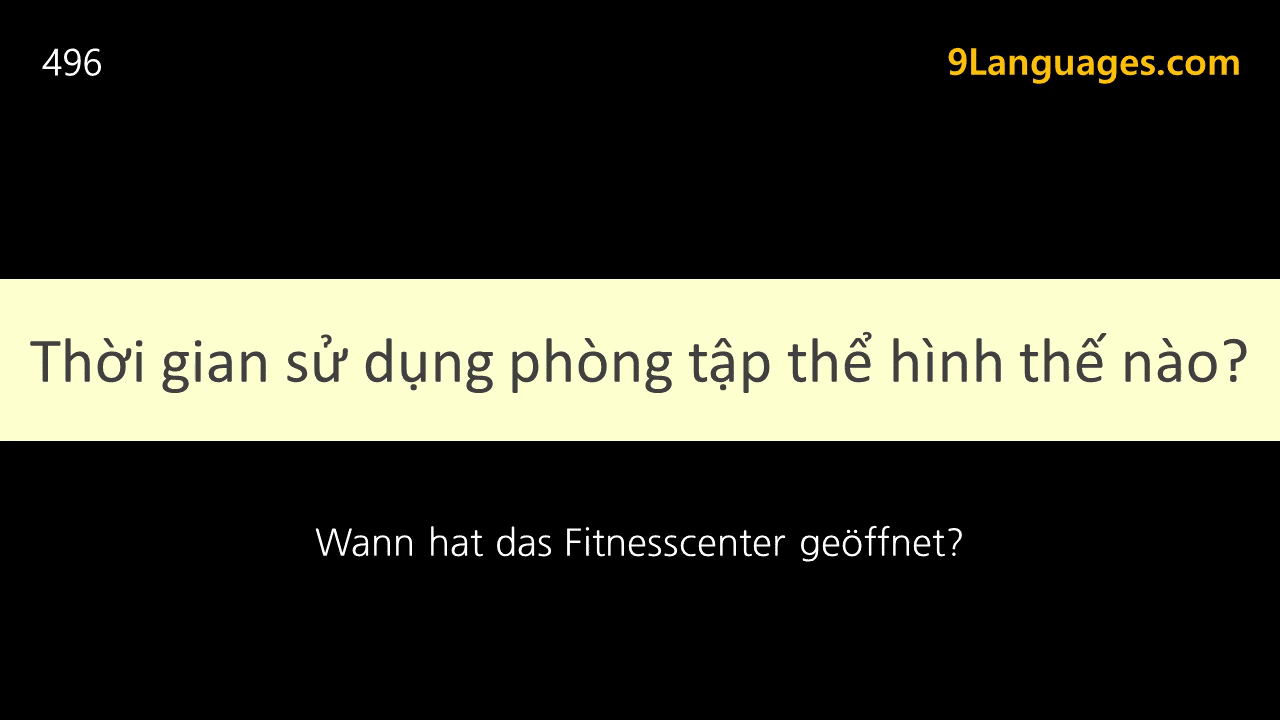 496
9Languages.com
Thời gian sử dụng phòng tập thể hình thế nào?
Wann hat das Fitnesscenter geöffnet?